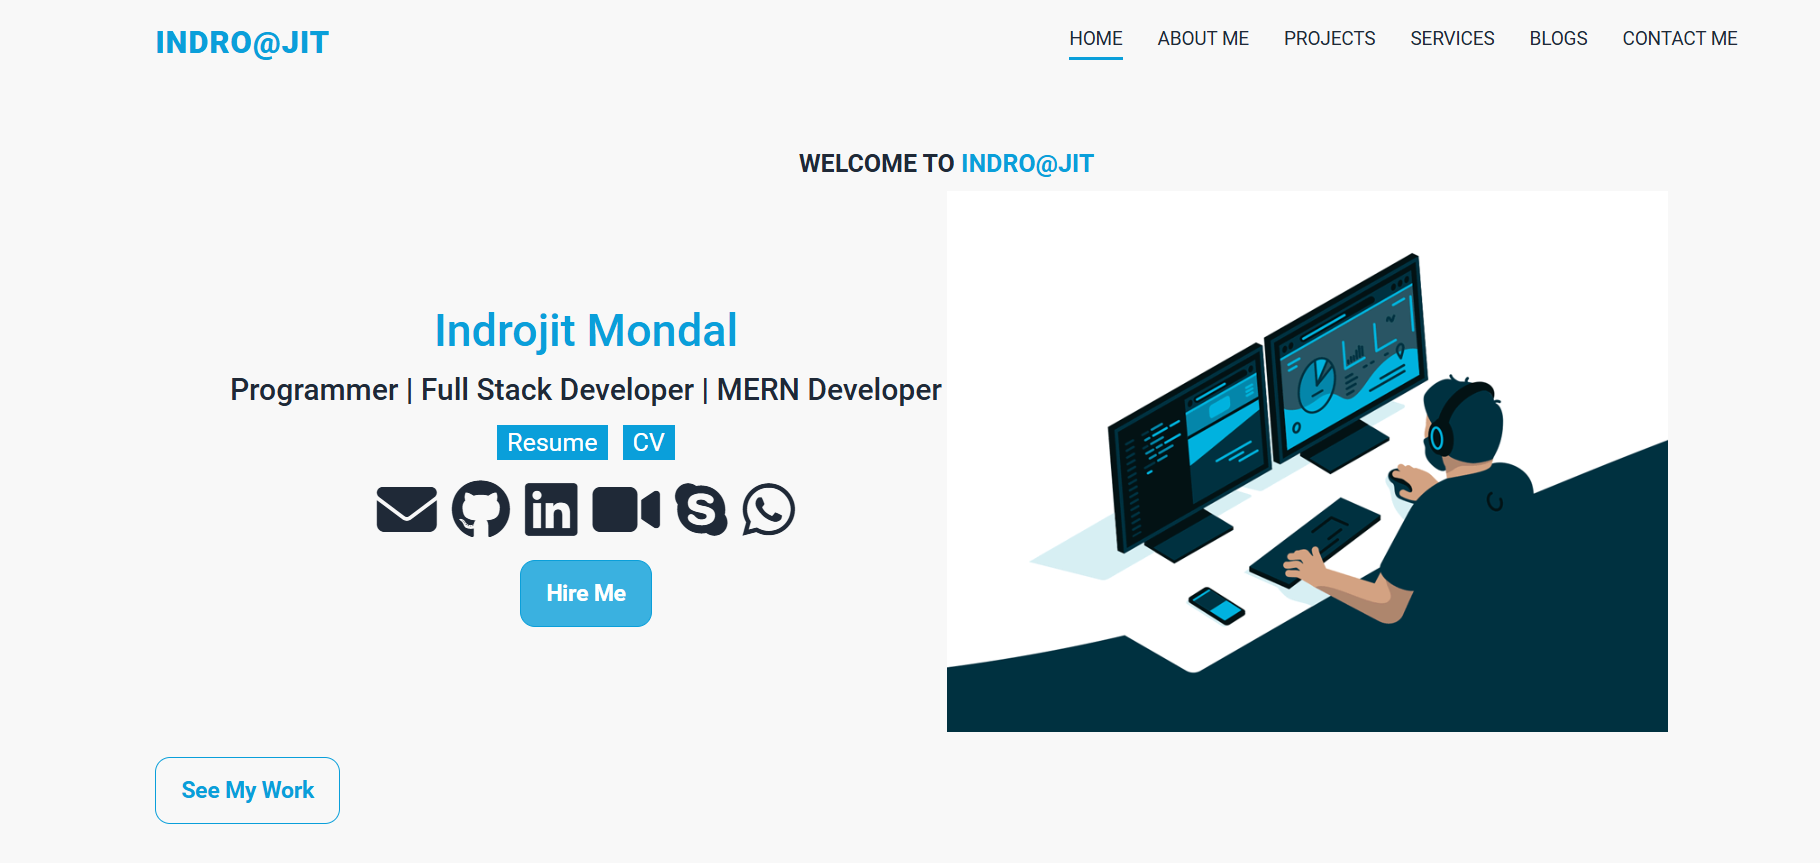 INDRO@JIT
HOME ABOUT ME PROJECTS SERVICES BLOGS CONTACT ME
WELCOME TO INDRO@JIT
Indrojit Mondal
Programmer | Full Stack Developer | MERN Developer
Resume CV
Hire Me
See My Work